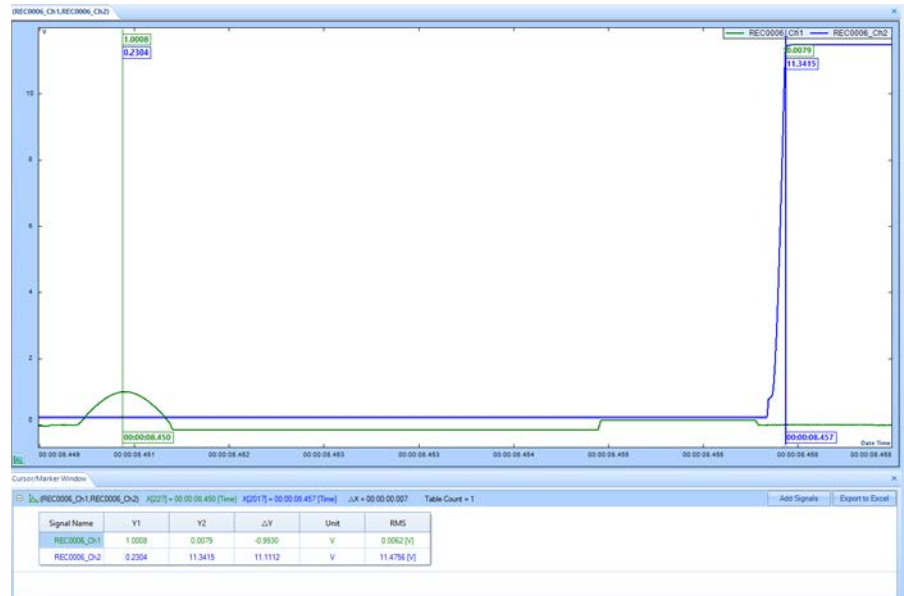 (REC0006_Ch1,REC0006_Ch2)
V
1.0008
0.2304
REC0006_Ch1 REC0006_Ch2
0.0079
11.3415
10
8
6
4
2
0
00:00:08.450
00:00:08.457
Date Time
00:00:08.449 00:00:08.451 00:00:08.452 00:00:08.453 00:00:08.453 00:00:08.454 00:00:08.455 00:00:08.455 00:00:08.458 00:00:08.458
Cursor/Marker Window
(REC0006_Ch1,REC0006_Ch2) X[227] = 00:00:08.450 [Time] X[2017] = 00:00:08.457 [Time] △X = 00:00:00.007 Table Count = 1 Add Signals Export to Excel
Signal Name Y1 Y2 △Y Unit RMS
REC0006_Ch1 1.0008 0.0079 -0.9930 V 0.0062 [V]
REC0006_Ch2 0.2304 11.3415 11.1112 V 11.4756 [V]